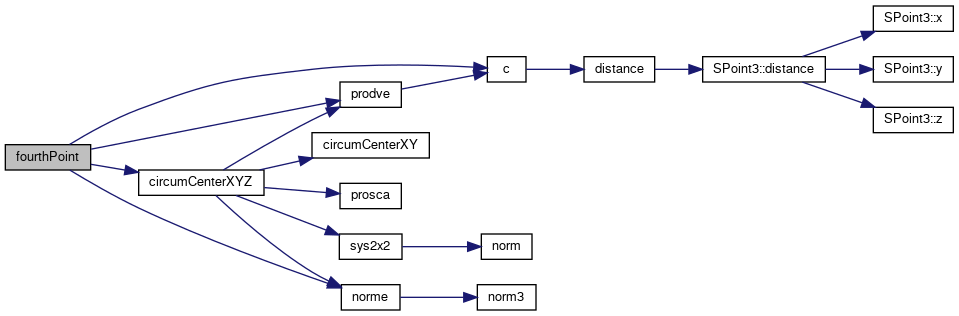 fourthPoint
circumCenterXYZ
prodve
circumCenterXY
prosca
sys2x2
norme
c
norm
norm3
distance
SPoint3::distance
SPoint3::x
SPoint3::y
SPoint3::z